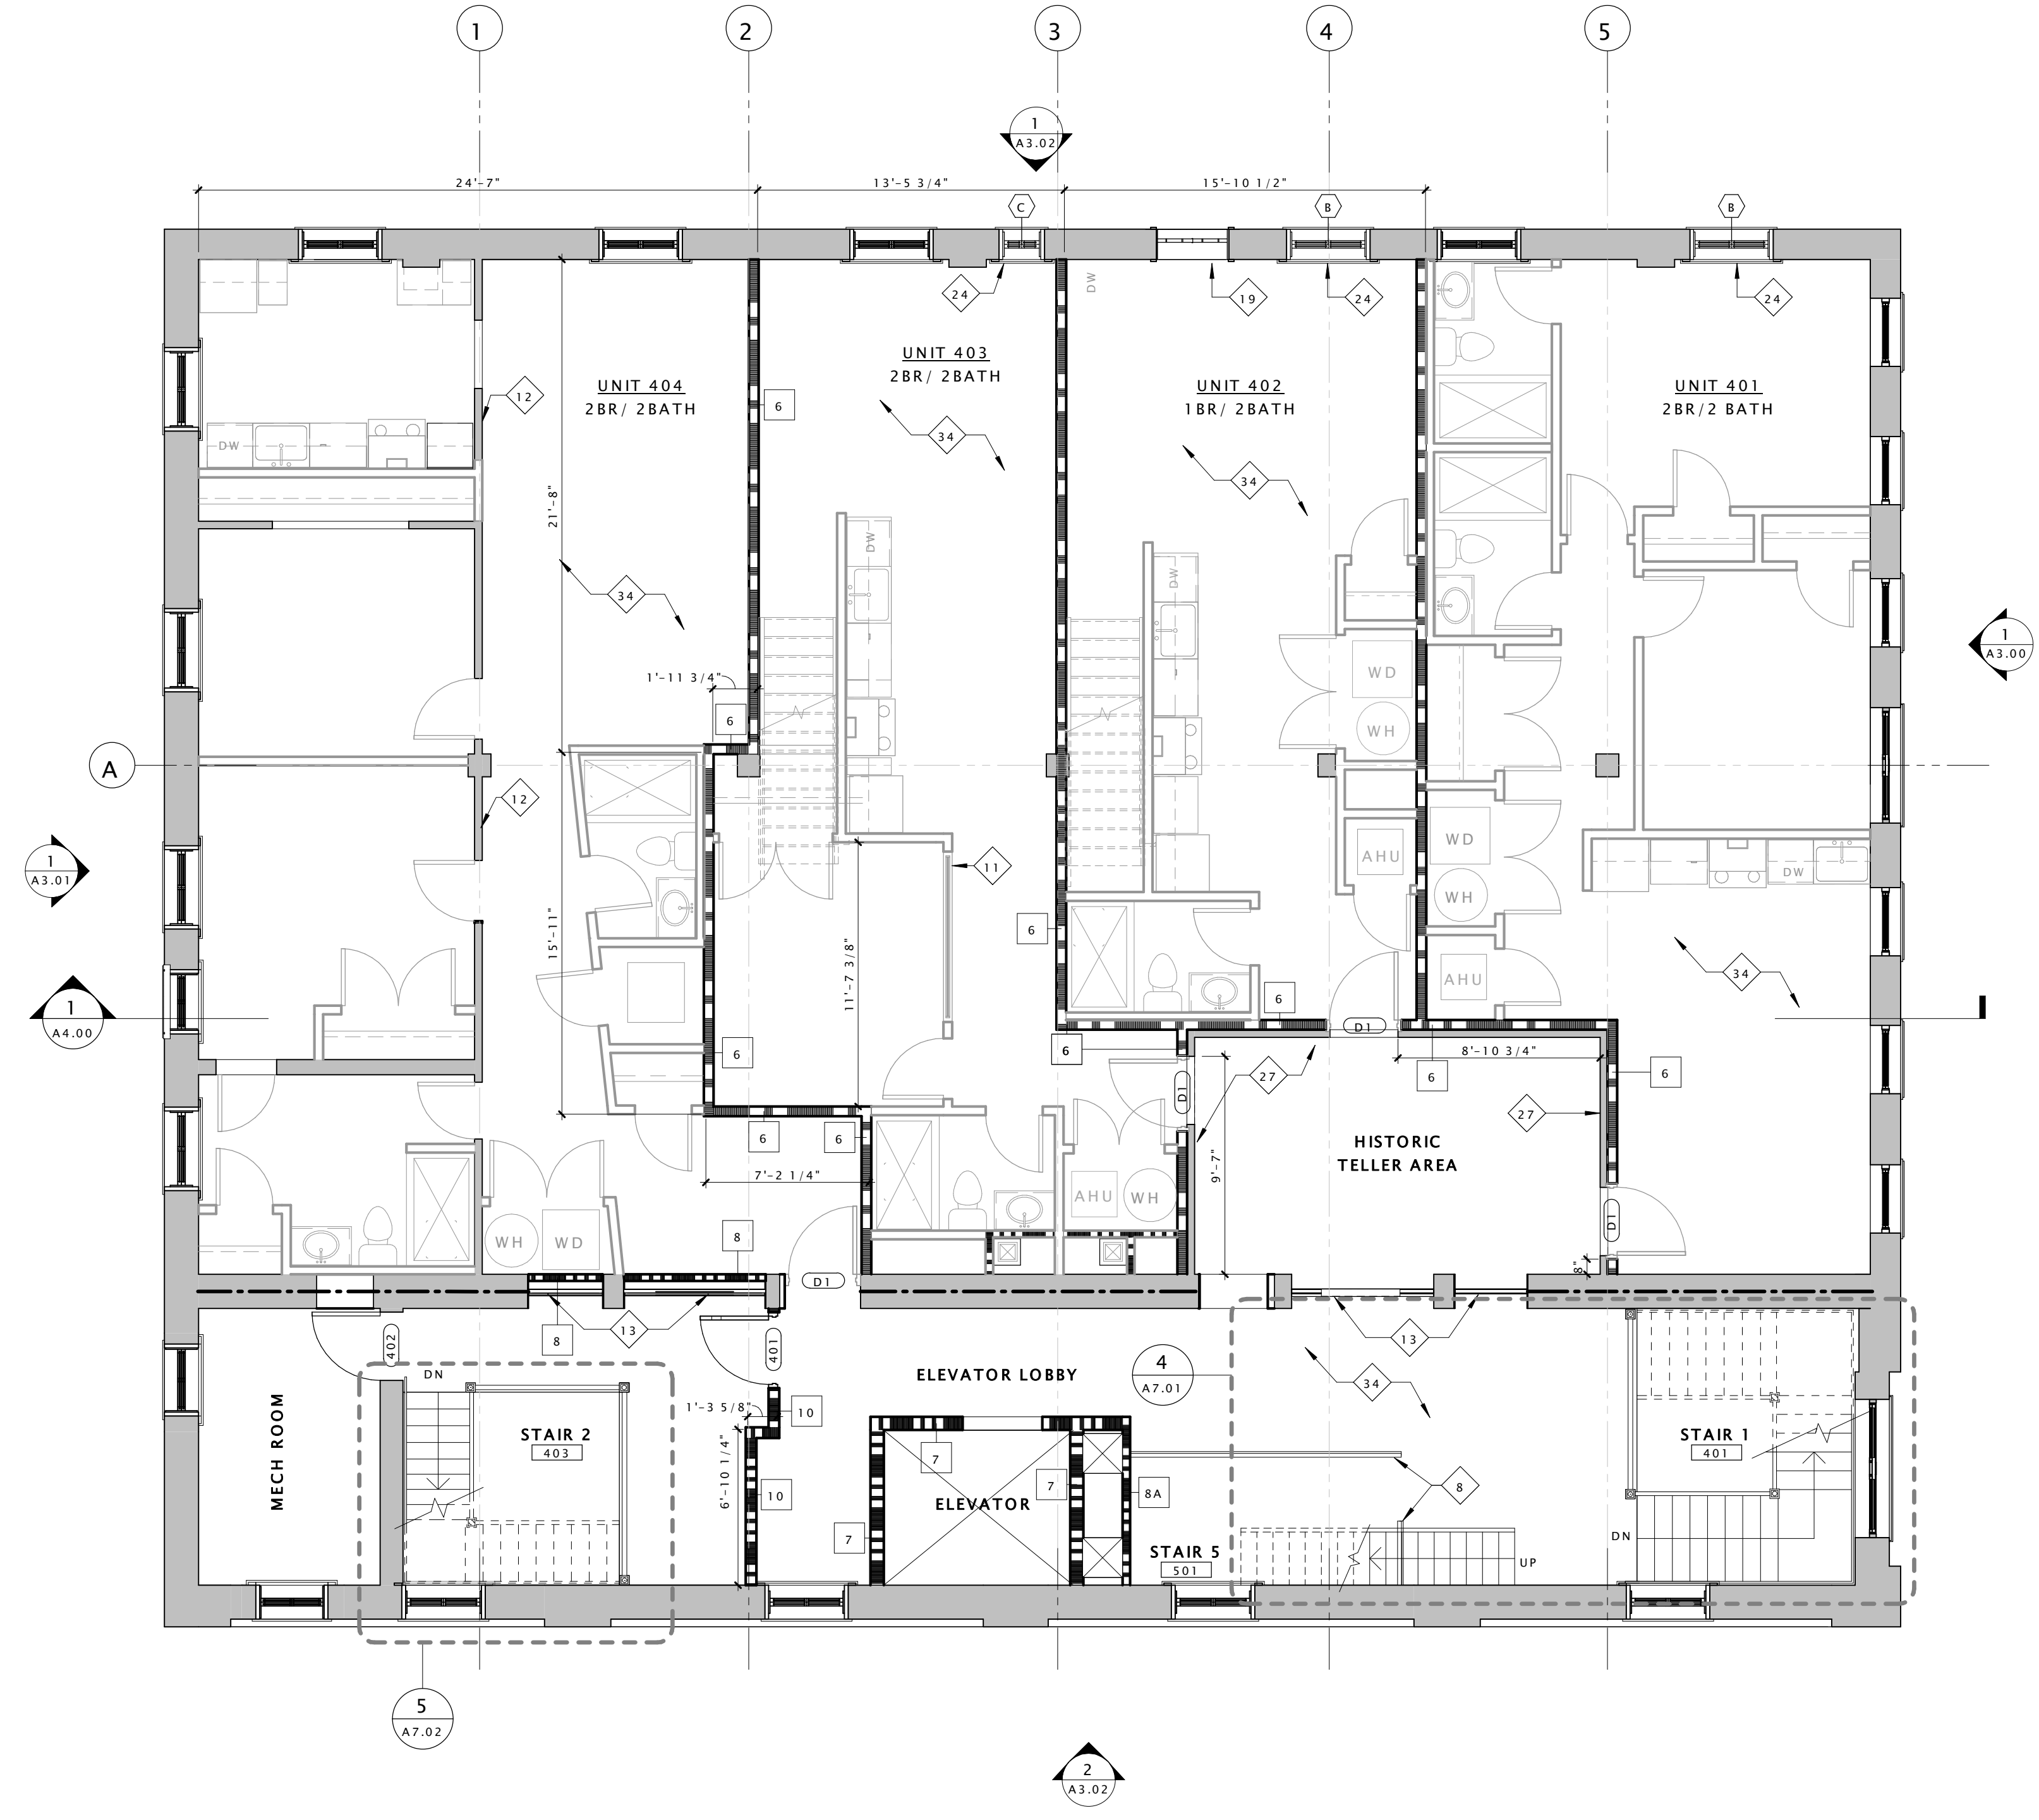 1
2
3
4
5
1
A3.02
24'-7"
13'-5 3/4"
15'-10 1/2"
C
B
B
24
19
24
24
DW
UNIT 403
2BR/ 2BATH
UNIT 404
2BR/ 2BATH
UNIT 402
1BR/ 2BATH
UNIT 401
2BR/2 BATH
12
6
34
DW
34
21'-8"
DW
DW
34
1
A3.00
1'-11 3/4"
WD
6
WH
A
12
WD
AHU
DW
1
A3.01
11
WH
15'-11"
6
11'-7 3/8"
34
AHU
1
A4.00
6
D1
6
6
6
8'-10 3/4"
27
6
6
D1
27
6
6
HISTORIC
TELLER AREA
9'-7"
7'-2 1/4"
AHU
WH
D1
WH
WD
8
D1
8"
13
8
13
402
401
DN
ELEVATOR LOBBY
4
A7.01
34
MECH ROOM
1'-3 5/8"
10
STAIR 2
403
STAIR 1
401
7
6'-10 1/4"
10
7
8A
8
ELEVATOR
7
DN
STAIR 5
501
UP
5
A7.02
2
A3.02